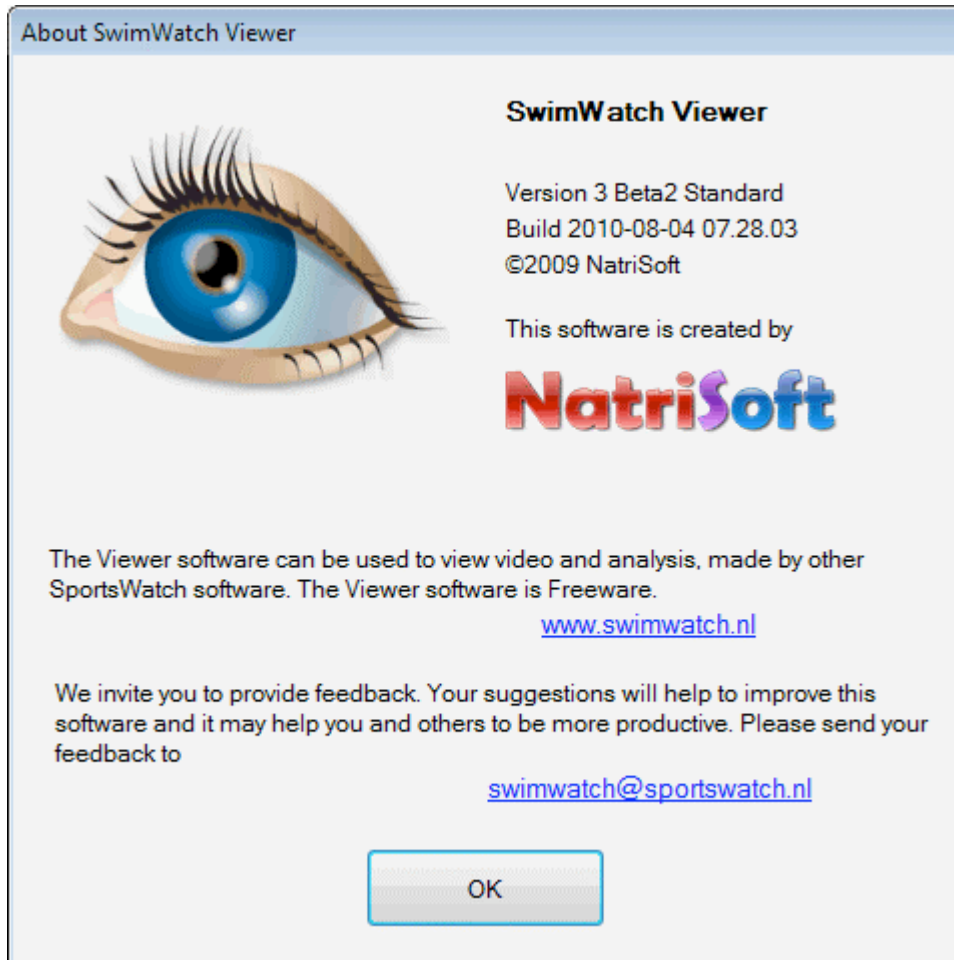 About SwimWatch Viewer
SwimWatch Viewer
Version 3 Beta2 Standard
Build 2010-08-04 07.28.03
©2009 NatriSoft
This software is created by
NatriSoft
The Viewer software can be used to view video and analysis, made by other
SportsWatch software. The Viewer software is Freeware.
www.swimwatch.nl
We invite you to provide feedback. Your suggestions will help to improve this
software and it may help you and others to be more productive. Please send your
feedback to
swimwatch@sportswatch.nl
OK